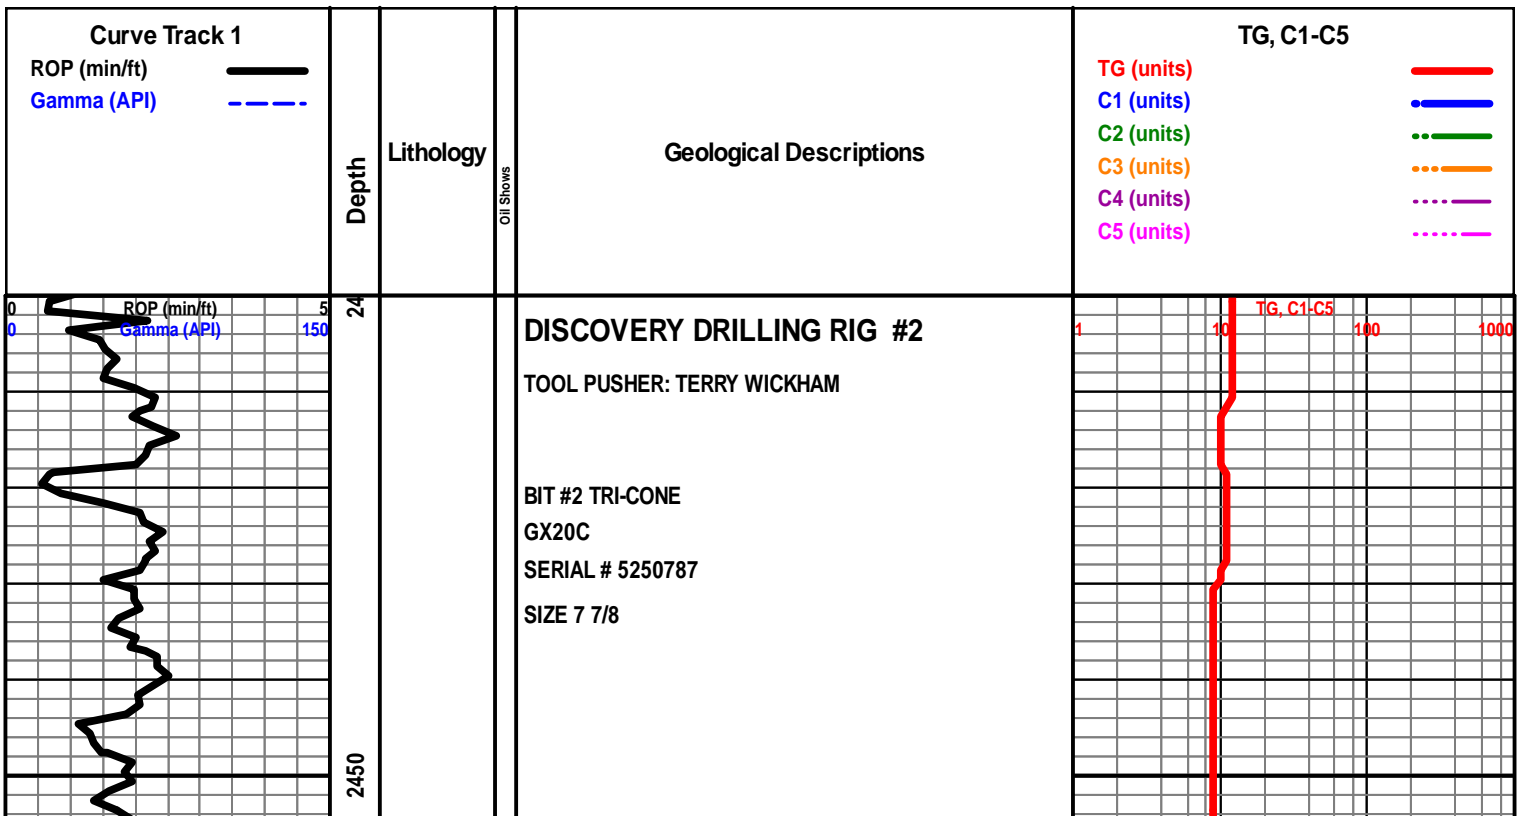 Curve Track 1
ROP (min/ft)
Gamma (API)
Depth
Lithology
Oil Shows
Geological Descriptions
TG, C1-C5
TG (units)
C1 (units)
C2 (units)
C3 (units)
C4 (units)
C5 (units)
0 ROP (min/ft) 5
0 Gamma (API) 150
24
DISCOVERY DRILLING RIG #2
TOOL PUSHER: TERRY WICKHAM
BIT #2 TRI-CONE
GX20C
SERIAL # 5250787
SIZE 7 7/8
TG, C1-C5
1 10 100 1000
2450